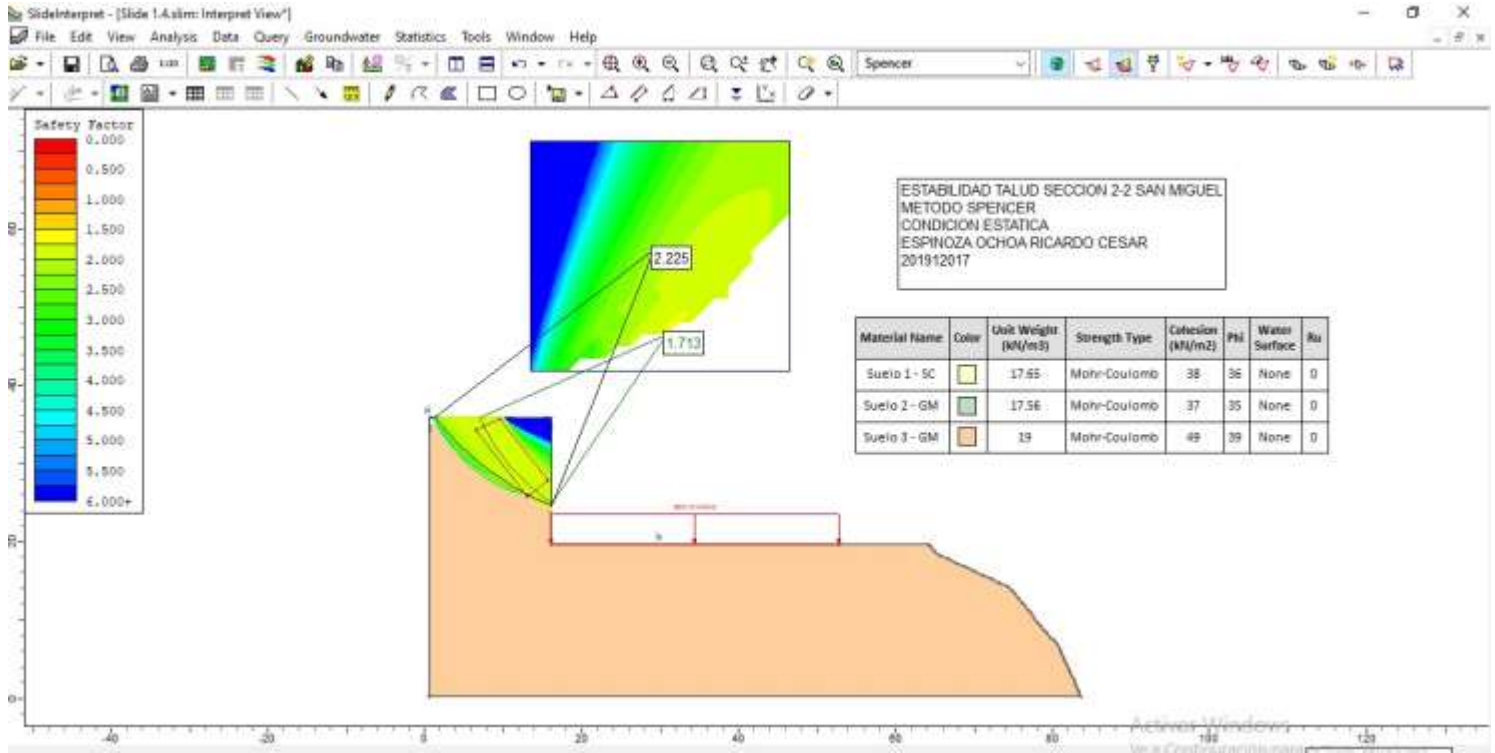 SlideInterpret - [Slide 1.4.slim: Interpret View*]
File Edit View Analysis Data Query Groundwater Statistics Tools Window Help
Spencer
Safety Factor
0.000
0.500
1.000
1.500
2.000
2.500
3.000
3.500
4.000
4.500
5.000
5.500
6.000+
2.225
1.713
ESTABILIDAD TALUD SECCION 2-2 SAN MIGUEL
METODO SPENCER
CONDICION ESTATICA
ESPINOZA OCHOA RICARDO CESAR
201912017
Material Name Color Unit Weight (kN/m3) Strength Type Cohesion (kN/m2) Phi Water Surface Ru
Suelo 1 - SC 17.65 Mohr-Coulomb 38 36 None 0
Suelo 2 - GM 17.56 Mohr-Coulomb 37 35 None 0
Suelo 3 - GM 19 Mohr-Coulomb 49 39 None 0
60
40
20
0
-40 -20 0 20 40 60 80 100 120
Activar Windows